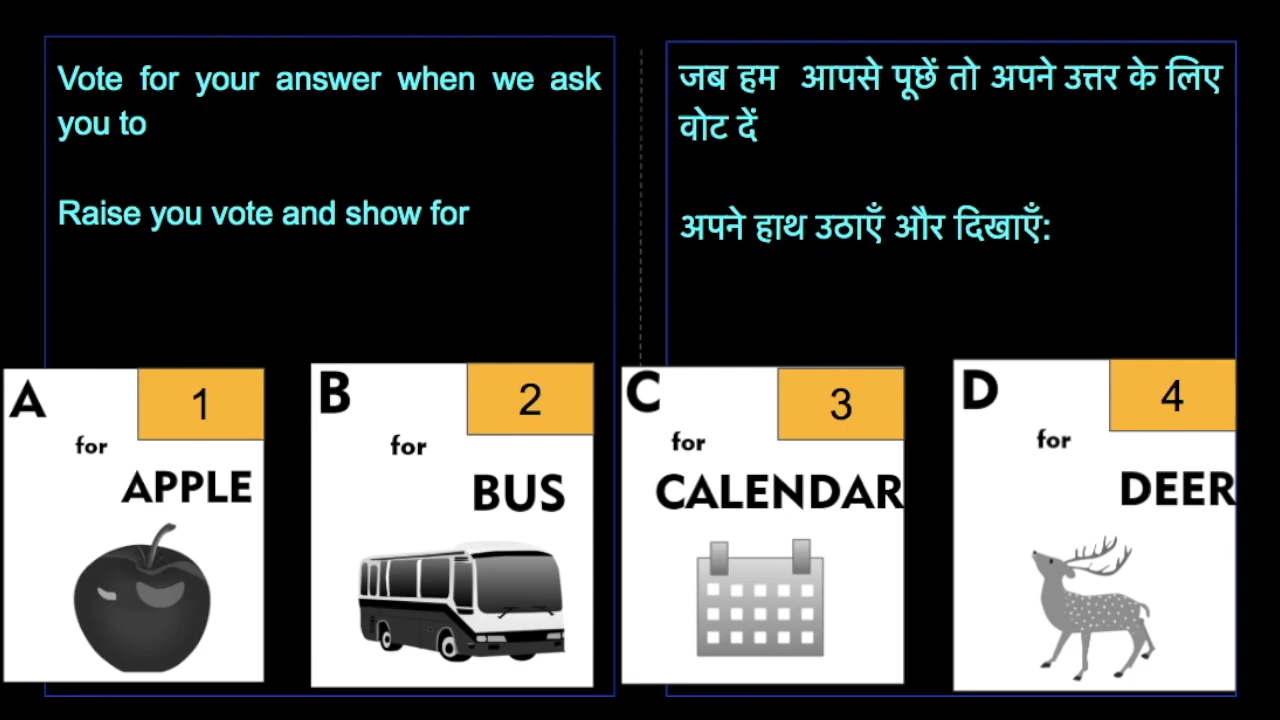 Vote for your answer when we ask
you to
Raise you vote and show for
जब हम आपसे पूछें तो अपने उत्तर के लिए
वोट दें
अपने हाथ उठाएँ और दिखाएँ:
A
1
for
APPLE
B
2
for
BUS
C
3
for
CALENDAR
D
4
for
DEER